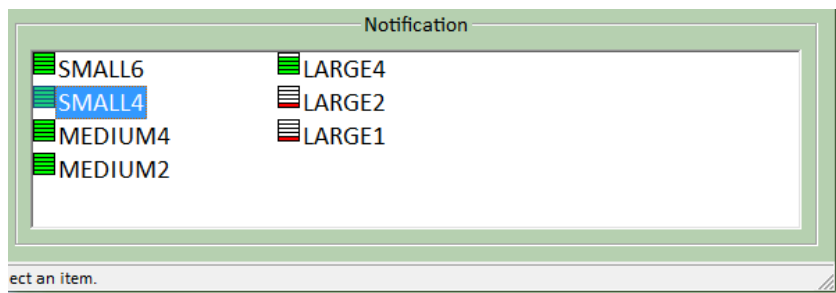 Notification
SMALL6
SMALL4
MEDIUM4
MEDIUM2
LARGE4
LARGE2
LARGE1
ect an item.